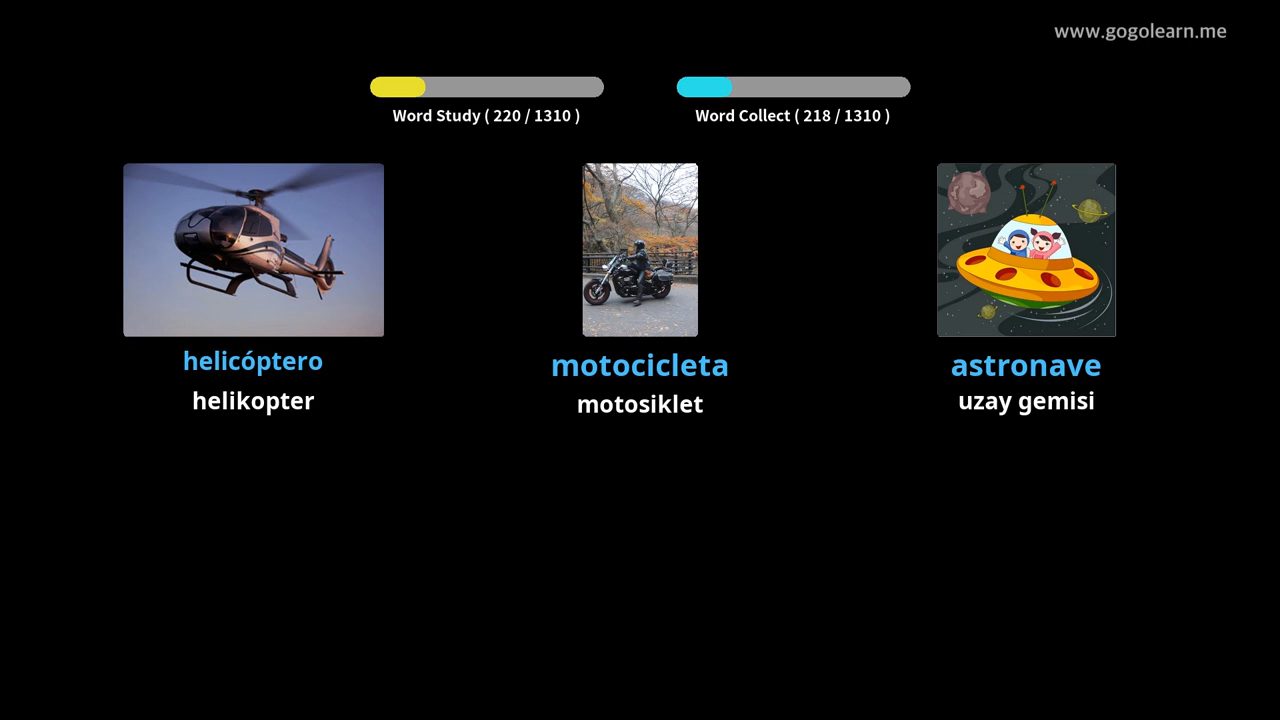 www.gogolearn.me
Word Study ( 220 / 1310 )
Word Collect ( 218 / 1310 )
helicóptero
helikopter
motocicleta
motosiklet
astronave
uzay gemisi